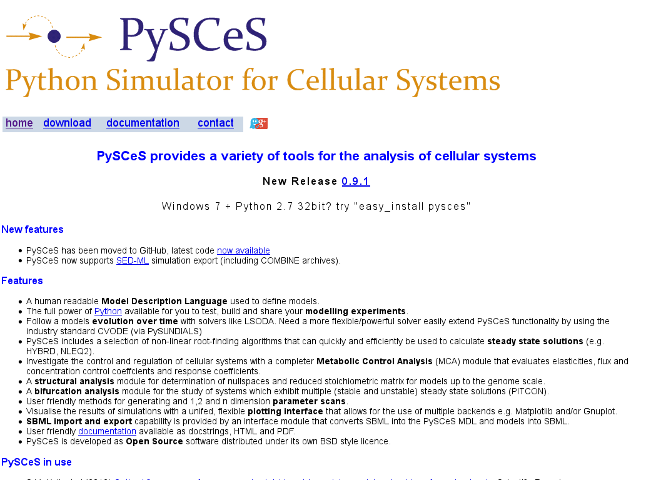 PySCeS
Python Simulator for Cellular Systems
home download documentation contact
PySCeS provides a variety of tools for the analysis of cellular systems
New Release 0.9.1
Windows 7 + Python 2.7 32bit? try "easy_install pysces"
New features
PySCeS has been moved to GitHub, latest code now available
PySCeS now supports SED-ML simulation export (including COMBINE archives).
Features
A human readable Model Description Language used to define models.
The full power of Python available for you to test, build and share your modelling experiments.
Follow a models evolution over time with solvers like LSODA. Need a more flexible/powerful solver easily extend PySCeS functionality by using the
industry standard CVODE (via PySUNDIALS)
PySCeS includes a selection of non-linear root-finding algorithms that can quickly and efficiently be used to calculate steady state solutions (e.g.
HYBRD, NLEQ2).
Investigate the control and regulation of cellular systems with a completer Metabolic Control Analysis (MCA) module that evaluates elasticities, flux and
concentration control coeffcients and response coefficients.
A structural analysis module for determination of nullspaces and reduced stoichiometric matrix for models up to the genome scale.
A bifurcation analysis module for the study of systems which exhibit multiple (stable and unstable) steady state solutions (PITCON)
User friendly methods for generating and 1,2 and n dimension parameter scans.
Visualise the results of simulations with a unifed, flexible plotting interface that allows for the use of multiple backends e.g. Matplotlib and/or Gnuplot.
SBML import and export capability is provided by an interface module that converts SBML into the PySCeS MDL and models into SBML.
User friendly documentation available as docstrings, HTML and PDF.
PySCeS is developed as Open Source software distributed under its own BSD style licence.
PySCeS in use